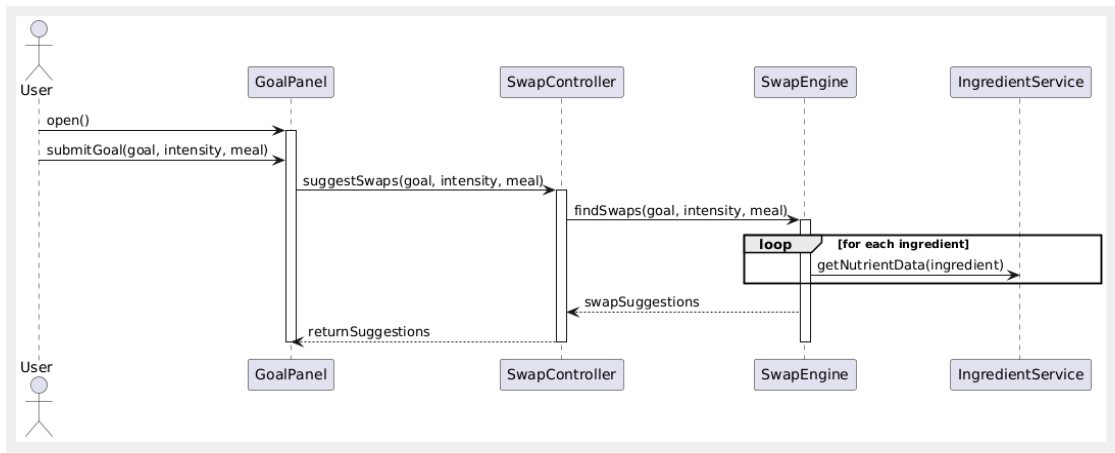 User
GoalPanel
SwapController
SwapEngine
IngredientService
open()
submitGoal(goal, intensity, meal)
suggestSwaps(goal, intensity, meal)
findSwaps(goal, intensity, meal)
loop [for each ingredient]
getNutrientData(ingredient)
swapSuggestions
returnSuggestions
User
GoalPanel
SwapController
SwapEngine
IngredientService